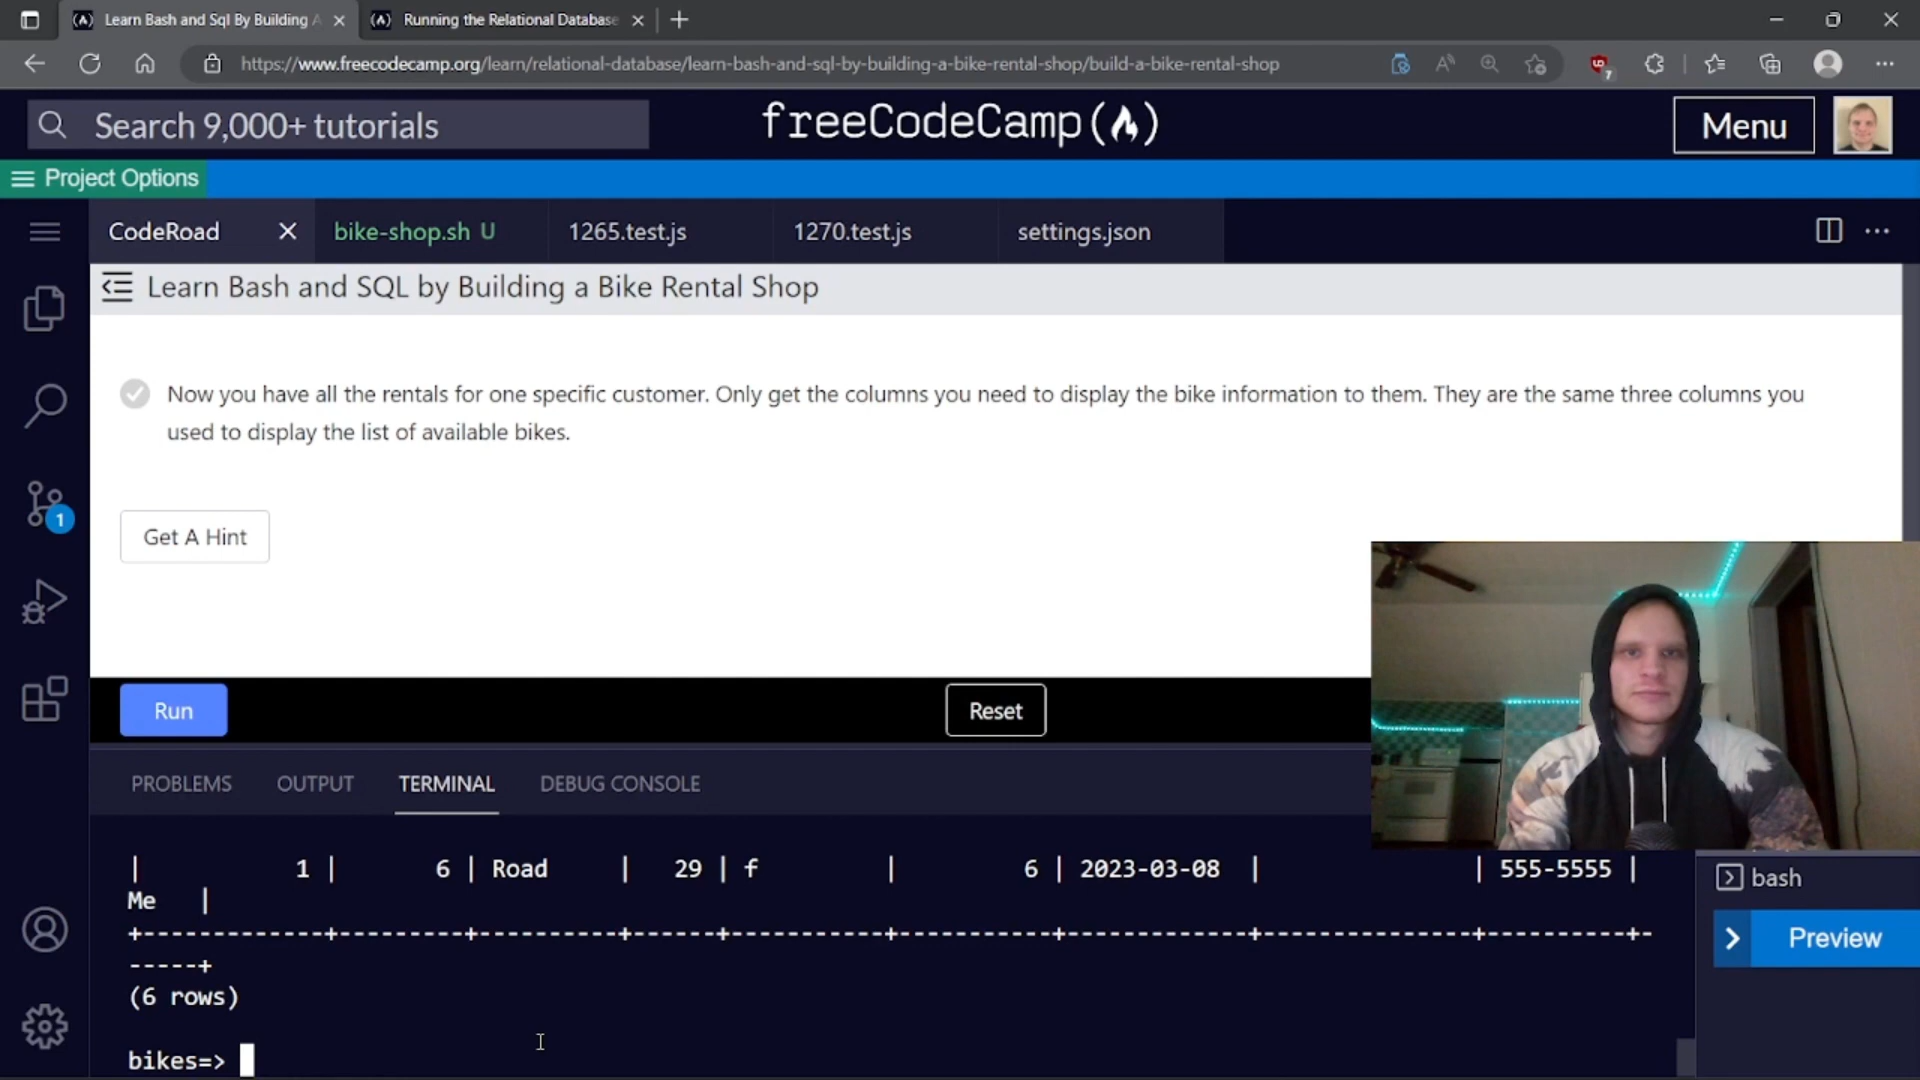 Learn Bash and Sql By Building A
Running the Relational Database
https://www.freecodecamp.org/learn/relational-database/learn-bash-and-sql-by-building-a-bike-rental-shop/build-a-bike-rental-shop
7
Search 9,000+ tutorials
freeCodeCamp
Menu
Project Options
CodeRoad
bike-shop.sh U
1265.test.js
1270.test.js
settings.json
Learn Bash and SQL by Building a Bike Rental Shop
Now you have all the rentals for one specific customer. Only get the columns you need to display the bike information to them. They are the same three columns you
used to display the list of available bikes.
1
Get A Hint
Run
Reset
PROBLEMS
OUTPUT
TERMINAL
DEBUG CONSOLE
| 1 | 6 | Road | 29 | f | 6 | 2023-03-08 | | 555-5555 |
Me |
+-------------+---------+----------+------+-----------+-----------+-------------+---------------+----------+-
-----+
(6 rows)
bikes=>
bash
Preview